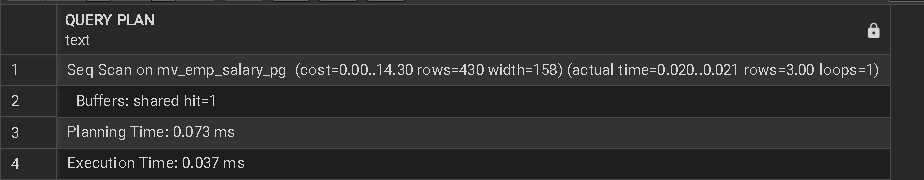 QUERY PLAN
text
1 Seq Scan on mv_emp_salary_pg (cost=0.00..14.30 rows=430 width=158) (actual time=0.020..0.021 rows=3.00 loops=1)
2 Buffers: shared hit=1
3 Planning Time: 0.073 ms
4 Execution Time: 0.037 ms